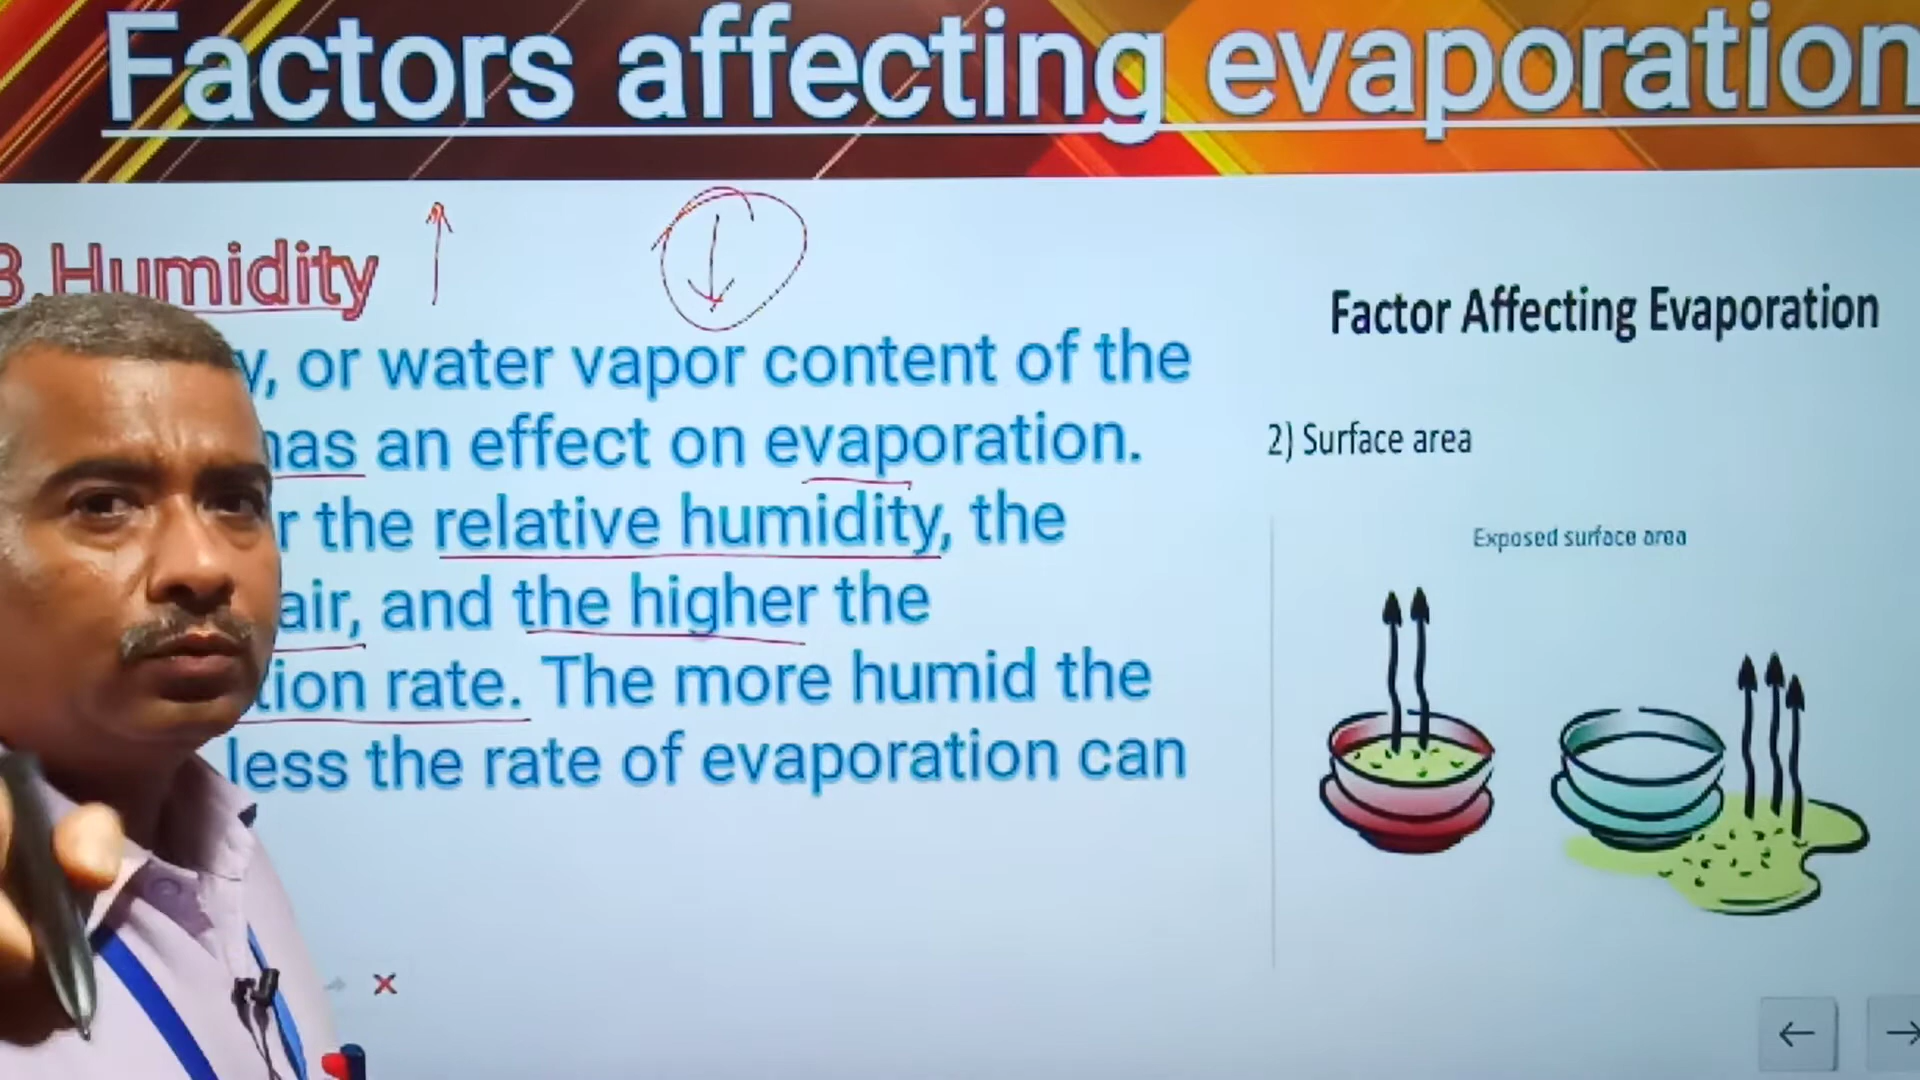 Factors affecting evaporation
3. Humidity
, or water vapor content of the
has an effect on evaporation.
the relative humidity, the
air, and the higher the
rate. The more humid the
less the rate of evaporation can
Factor Affecting Evaporation
2) Surface area
Exposed surface area